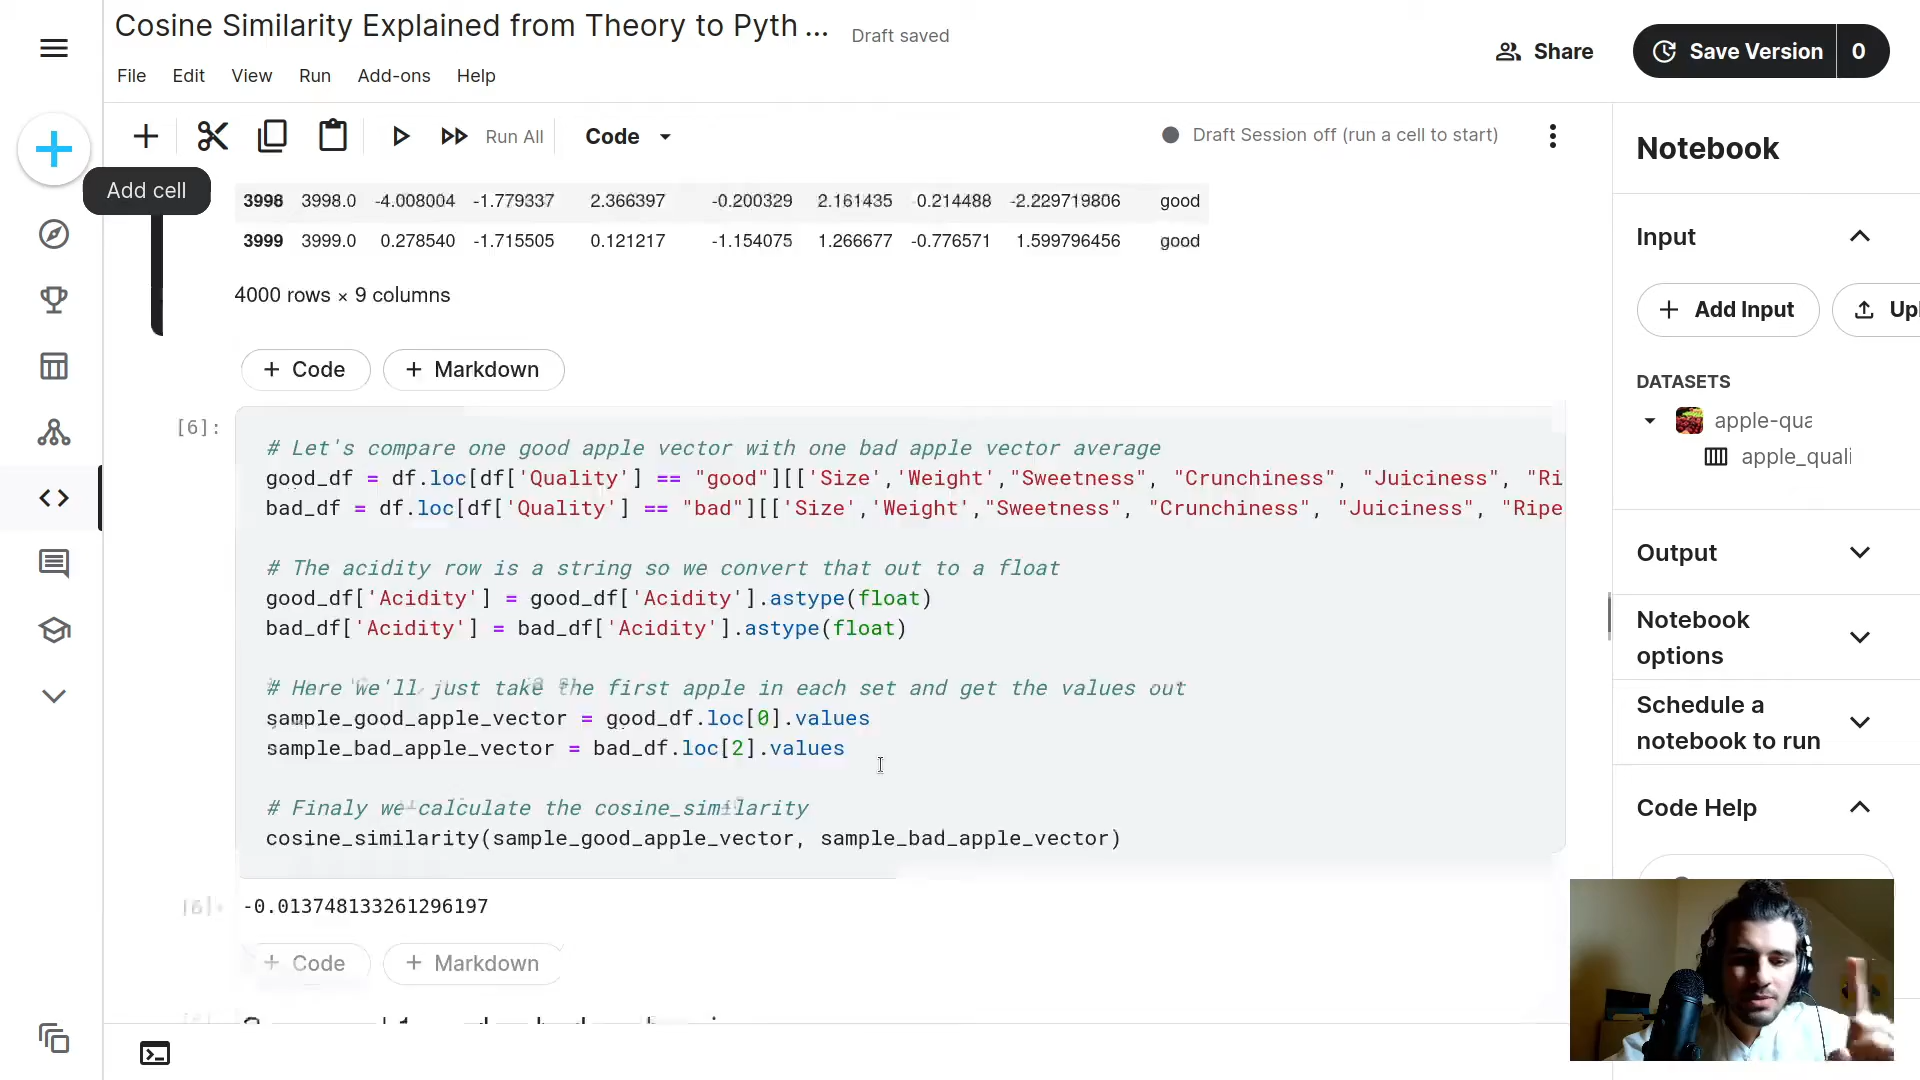 Cosine Similarity Explained from Theory to Pyth ...
Draft saved
Share
Save Version
0
File Edit View Run Add-ons Help
Run All
Code
Draft Session off (run a cell to start)
Add cell
3998 3998.0 -4.008004 -1.779337 2.366397 -0.200329 2.161435 -0.214488 -2.229719806 good
3999 3999.0 0.278540 -1.715505 0.121217 -1.154075 1.266677 -0.776571 1.599796456 good
4000 rows × 9 columns
+ Code + Markdown
[6]:
# Let's compare one good apple vector with one bad apple vector average
good_df = df.loc[df['Quality'] == "good"][['Size','Weight',"Sweetness", "Crunchiness", "Juiciness", "Ri
bad_df = df.loc[df['Quality'] == "bad"][['Size','Weight',"Sweetness", "Crunchiness", "Juiciness", "Ripe
# The acidity row is a string so we convert that out to a float
good_df['Acidity'] = good_df['Acidity'].astype(float)
bad_df['Acidity'] = bad_df['Acidity'].astype(float)
# Here we'll just take the first apple in each set and get the values out
sample_good_apple_vector = good_df.loc[0].values
sample_bad_apple_vector = bad_df.loc[2].values
# Finaly we calculate the cosine_similarity
cosine_similarity(sample_good_apple_vector, sample_bad_apple_vector)
-0.013748133261296197
+ Code + Markdown
Notebook
Input
+ Add Input
Upl
DATASETS
apple-qua
apple_quali
Output
Notebook
options
Schedule a
notebook to run
Code Help